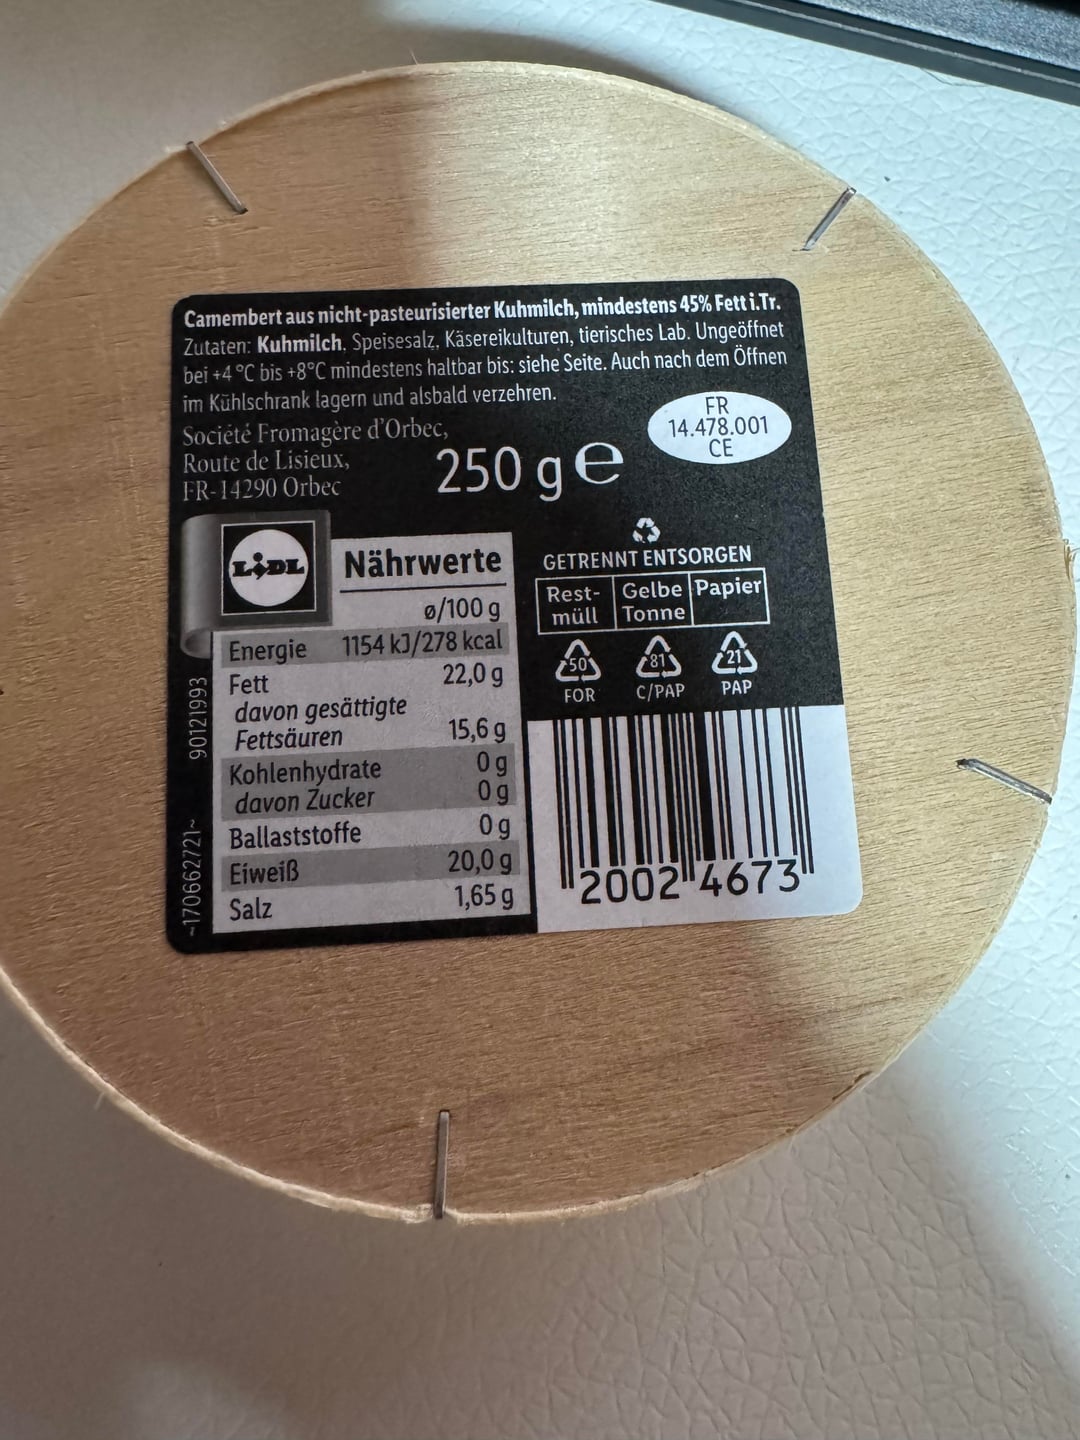 Camembert aus nicht-pasteurisierter Kuhmilch, mindestens 45% Fett i.Tr.
Zutaten: Kuhmilch, Speisesalz, Käsereikulturen, tierisches Lab. Ungeöffnet
bei +4 °C bis +8°C mindestens haltbar bis: siehe Seite. Auch nach dem Öffnen
im Kühlschrank lagern und alsbald verzehren.
Société Fromagère d'Orbec,
Route de Lisieux,
FR-14290 Orbec
250 g e
FR
14.478.001
CE
LIDL
Nährwerte
ø/100 g
Energie 1154 kJ/278 kcal
Fett 22,0 g
davon gesättigte
Fettsäuren 15,6 g
Kohlenhydrate 0 g
davon Zucker 0 g
Ballaststoffe 0 g
Eiweiß 20,0 g
Salz 1,65 g
90121993
~170662721~
GETRENNT ENTSORGEN
Rest-
müll
Gelbe
Tonne
Papier
50
FOR
81
C/PAP
21
PAP
2002 4673